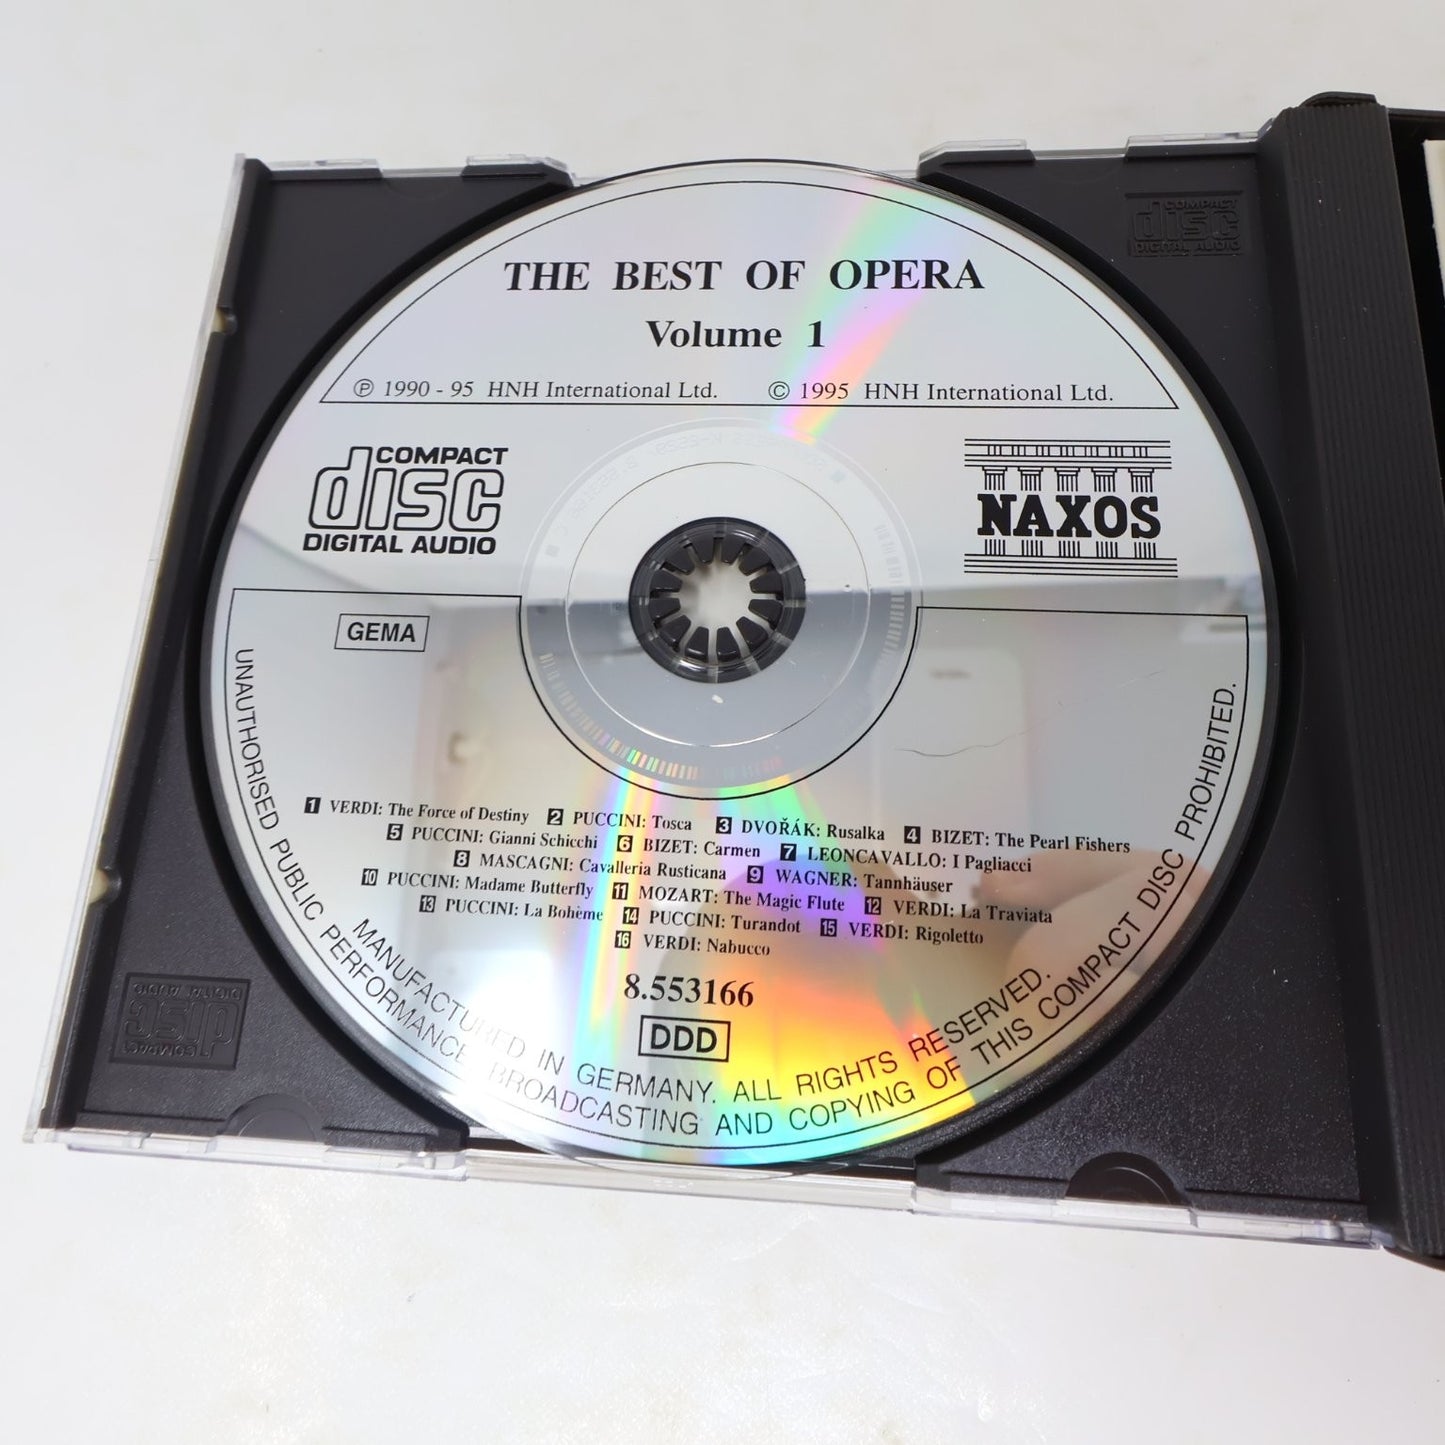 THE BEST OF OPERA
Volume 1
℗ 1990 - 95 HNH International Ltd. © 1995 HNH International Ltd.
COMPACT
disc
DIGITAL AUDIO
NAXOS
GEMA
1 VERDI: The Force of Destiny 2 PUCCINI: Tosca 3 DVOŘÁK: Rusalka 4 BIZET: The Pearl Fishers
5 PUCCINI: Gianni Schicchi 6 BIZET: Carmen 7 LEONCAVALLO: I Pagliacci
8 MASCAGNI: Cavalleria Rusticana 9 WAGNER: Tannhäuser
10 PUCCINI: Madame Butterfly 11 MOZART: The Magic Flute 12 VERDI: La Traviata
13 PUCCINI: La Bohème 14 PUCCINI: Turandot 15 VERDI: Rigoletto
16 VERDI: Nabucco
8.553166
DDD
MANUFACTURED IN GERMANY. ALL RIGHTS RESERVED.
UNAUTHORISED PUBLIC PERFORMANCE BROADCASTING AND COPYING OF THIS COMPACT DISC PROHIBITED.
COMPACT
disc
DIGITAL AUDIO
COMPACT
disc
DIGITAL AUDIO